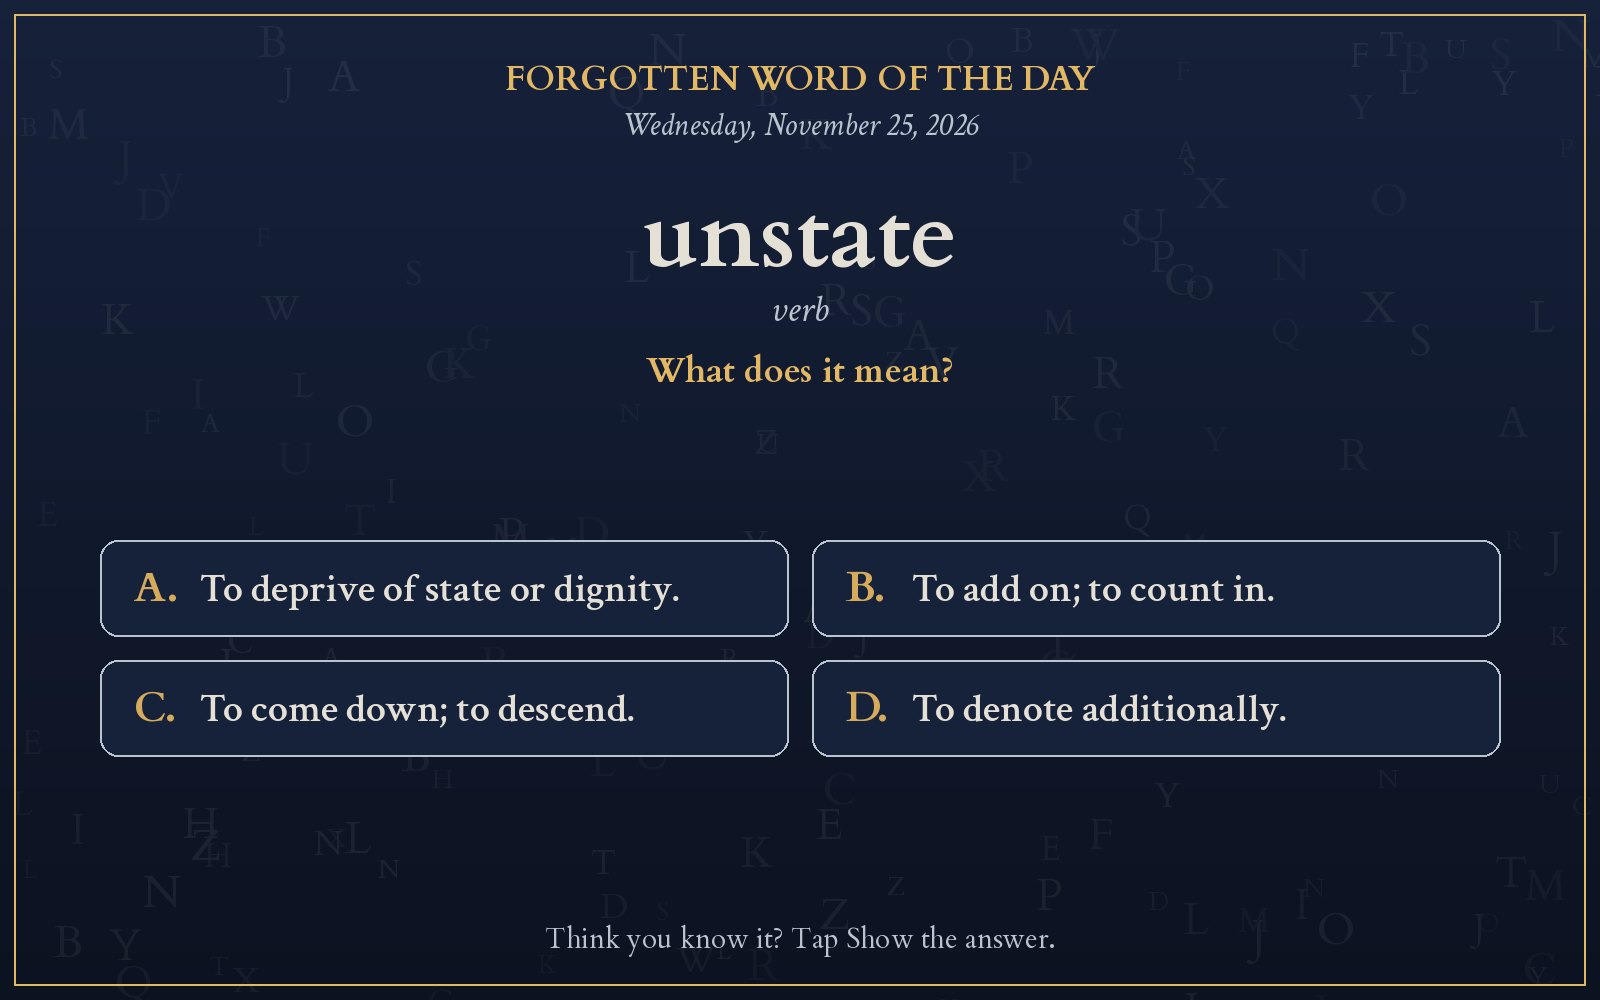 FORGOTTEN WORD OF THE DAY
Wednesday, November 25, 2026
unstate
verb
What does it mean?
A. To deprive of state or dignity.
B. To add on; to count in.
C. To come down; to descend.
D. To denote additionally.
Think you know it? Tap Show the answer.